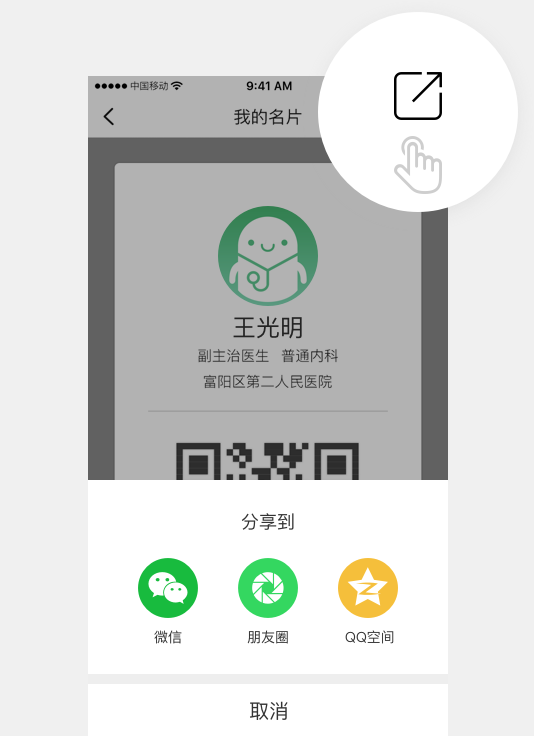 中国移动 9:41 AM
我的名片
王光明
副主治医生 普通内科
富阳区第二人民医院
分享到
微信 朋友圈 QQ空间
取消